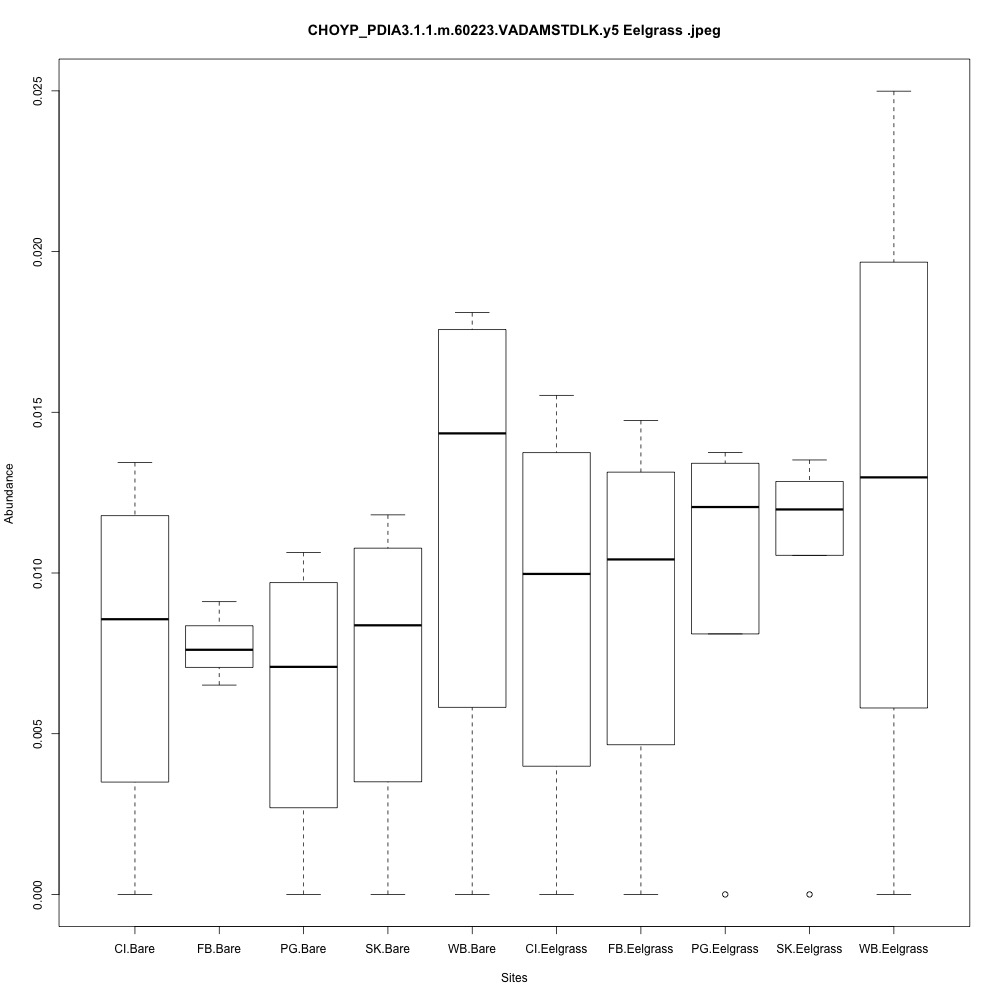 CHOYP_PDIA3.1.1.m.60223.VADAMSTDLK.y5 Eelgrass .jpeg
0.025
0.020
0.015
0.010
0.005
0.000
Abundance
CI.Bare FB.Bare PG.Bare SK.Bare WB.Bare CI.Eelgrass FB.Eelgrass PG.Eelgrass SK.Eelgrass WB.Eelgrass
Sites